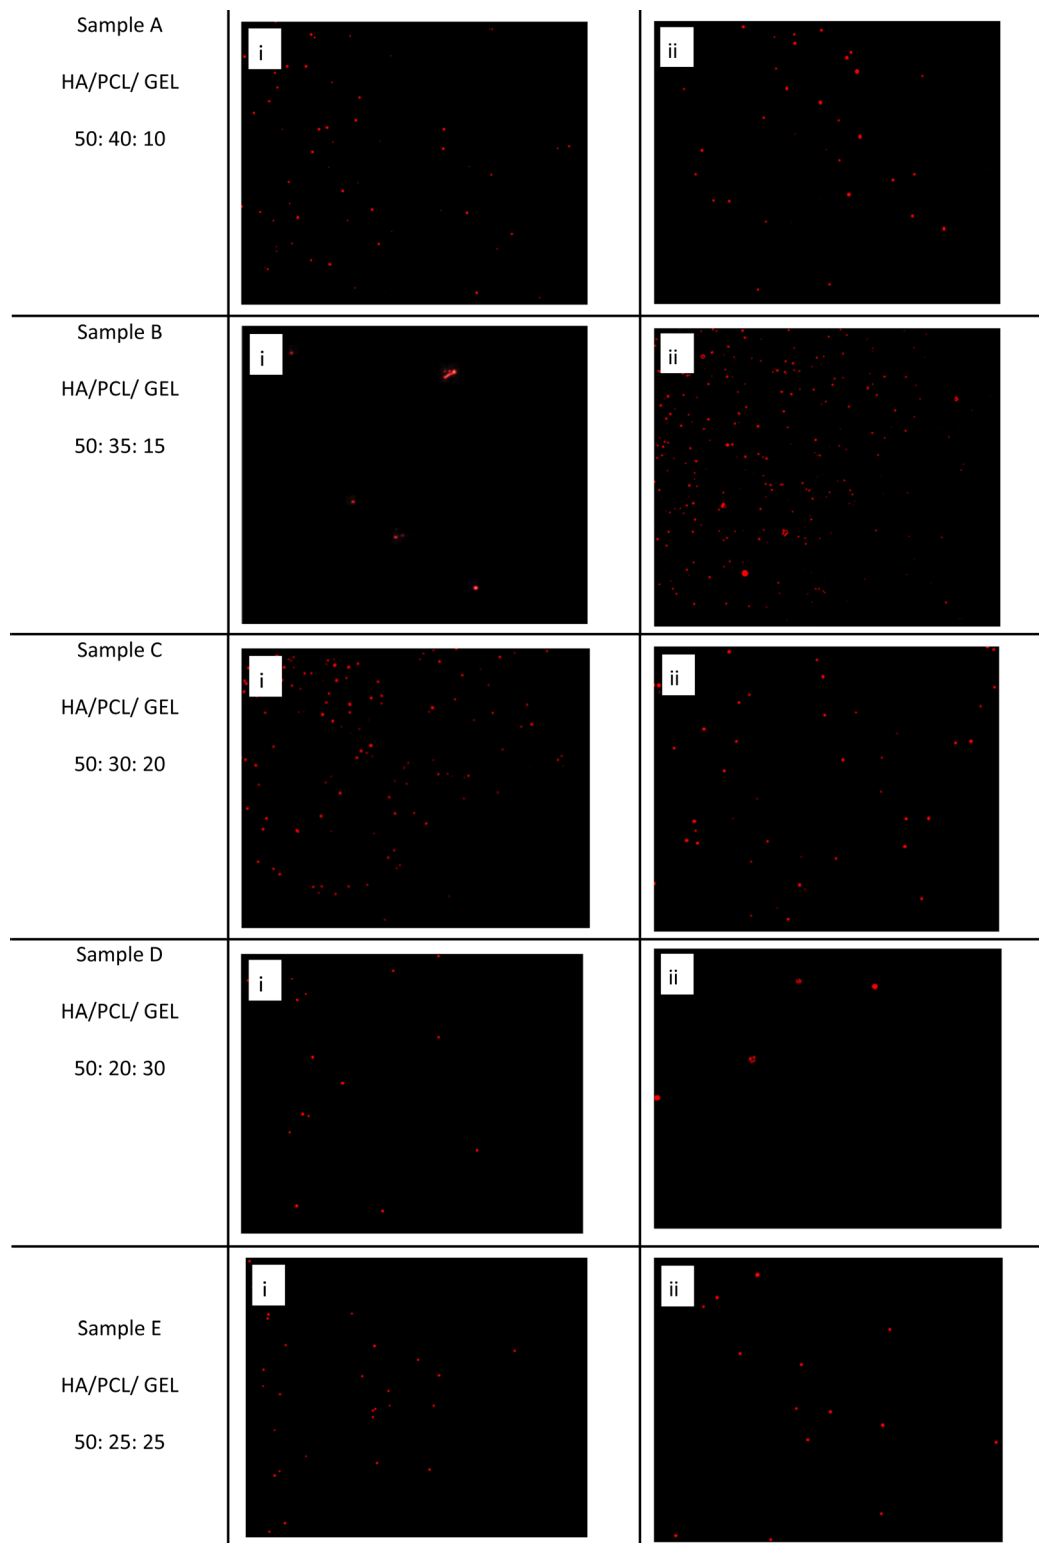 Sample A
HA/PCL/ GEL
50: 40: 10
i
ii
Sample B
HA/PCL/ GEL
50: 35: 15
i
ii
Sample C
HA/PCL/ GEL
50: 30: 20
i
ii
Sample D
HA/PCL/ GEL
50: 20: 30
i
ii
Sample E
HA/PCL/ GEL
50: 25: 25
i
ii